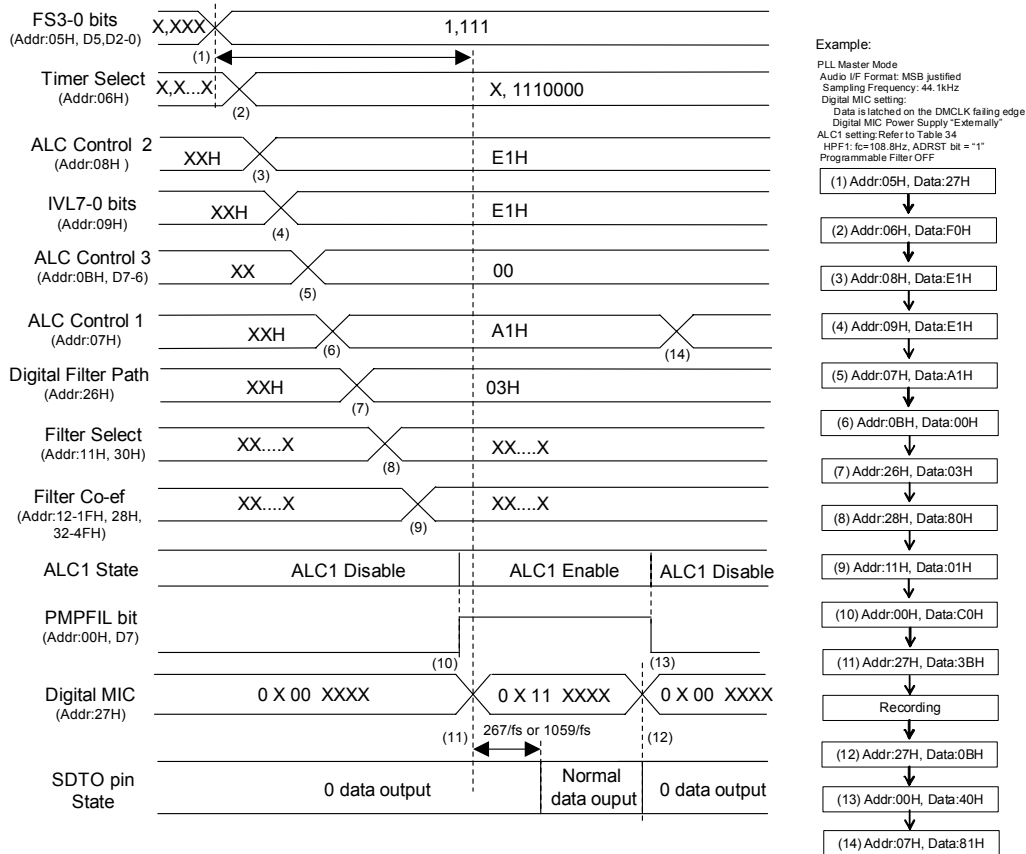 FS3-0 bits
(Addr:05H, D5,D2-0)
X,XXX
1,111
(1)
Timer Select
(Addr:06H)
X,X...X
X, 1110000
(2)
ALC Control 2
(Addr:08H )
XXH
E1H
(3)
IVL7-0 bits
(Addr:09H)
XXH
E1H
(4)
ALC Control 3
(Addr:0BH, D7-6)
XX
00
(5)
ALC Control 1
(Addr:07H)
XXH
A1H
(6)
(14)
Digital Filter Path
(Addr:26H)
XXH
03H
(7)
Filter Select
(Addr:11H, 30H)
XX....X
XX....X
(8)
Filter Co-ef
(Addr:12-1FH, 28H,
32-4FH)
XX....X
XX....X
(9)
ALC1 State
ALC1 Disable
ALC1 Enable
ALC1 Disable
PMPFIL bit
(Addr:00H, D7)
(10)
(13)
Digital MIC
(Addr:27H)
0 X 00 XXXX
0 X 11 XXXX
0 X 00 XXXX
(11)
267/fs or 1059/fs
(12)
SDTO pin
State
0 data output
Normal
data ouput
0 data output
Example:
PLL Master Mode
Audio I/F Format: MSB justified
Sampling Frequency: 44.1kHz
Digital MIC setting:
Data is latched on the DMCLK failing edge
Digital MIC Power Supply "Externally"
ALC1 setting:Refer to Table 34
HPF1: fc=108.8Hz, ADRST bit = "1"
Programmable Filter OFF
(1) Addr:05H, Data:27H
(2) Addr:06H, Data:F0H
(3) Addr:08H, Data:E1H
(4) Addr:09H, Data:E1H
(5) Addr:07H, Data:A1H
(6) Addr:0BH, Data:00H
(7) Addr:26H, Data:03H
(8) Addr:28H, Data:80H
(9) Addr:11H, Data:01H
(10) Addr:00H, Data:C0H
(11) Addr:27H, Data:3BH
Recording
(12) Addr:27H, Data:0BH
(13) Addr:00H, Data:40H
(14) Addr:07H, Data:81H